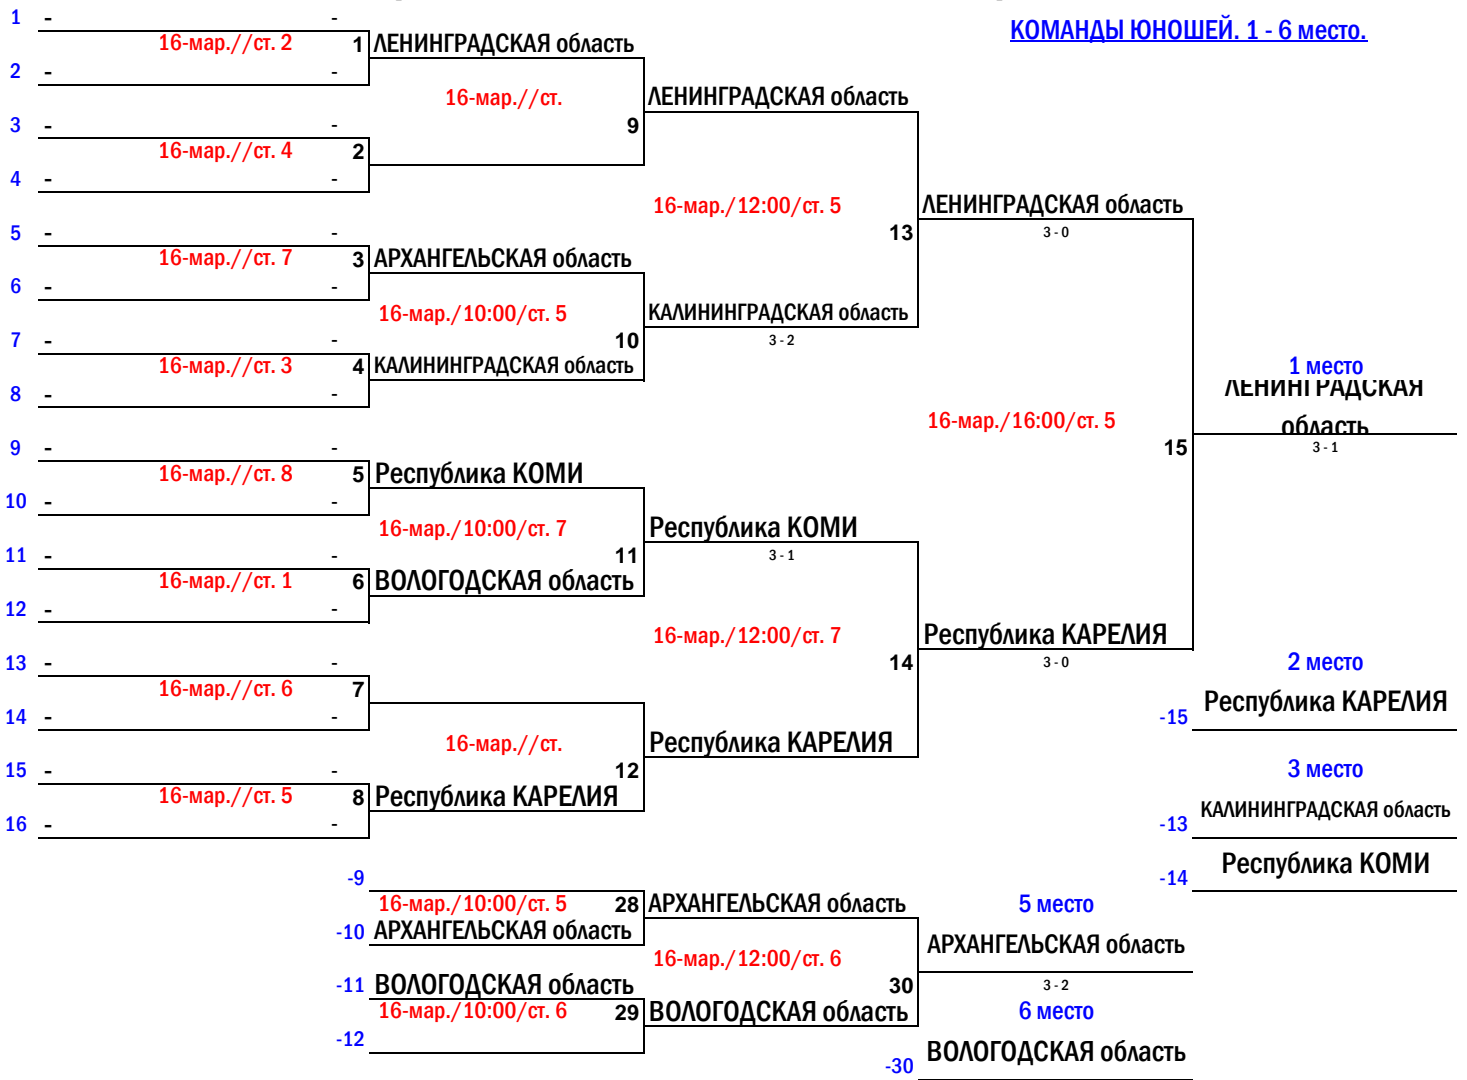 КОМАНДЫ ЮНОШЕЙ. 1 - 6 место.
1 - -
16-мар.//ст. 2 1 ЛЕНИНГРАДСКАЯ область
2 - -
16-мар.//ст. ЛЕНИНГРАДСКАЯ область
3 - - 9
16-мар.//ст. 4 2
4 - -
16-мар./12:00/ст. 5 ЛЕНИНГРАДСКАЯ область
5 - - 13 3 - 0
16-мар.//ст. 7 3 АРХАНГЕЛЬСКАЯ область
6 - -
16-мар./10:00/ст. 5 КАЛИНИНГРАДСКАЯ область
7 - - 10 3 - 2
16-мар.//ст. 3 4 КАЛИНИНГРАДСКАЯ область 1 место
8 - - ЛЕНИНГРАДСКАЯ
16-мар./16:00/ст. 5 область
9 - - 15 3 - 1
16-мар.//ст. 8 5 Республика КОМИ
10 - -
16-мар./10:00/ст. 7 Республика КОМИ
11 - - 11 3 - 1
16-мар.//ст. 1 6 ВОЛОГОДСКАЯ область
12 - -
16-мар./12:00/ст. 7 Республика КАРЕЛИЯ
13 - - 14 3 - 0 2 место
16-мар.//ст. 6 7 Республика КАРЕЛИЯ
14 - - -15
16-мар.//ст. Республика КАРЕЛИЯ
15 - - 12 3 место
16-мар.//ст. 5 8 Республика КАРЕЛИЯ КАЛИНИНГРАДСКАЯ область
16 - - -13
-9 -14 Республика КОМИ
16-мар./10:00/ст. 5 28 АРХАНГЕЛЬСКАЯ область 5 место
-10 АРХАНГЕЛЬСКАЯ область АРХАНГЕЛЬСКАЯ область
16-мар./12:00/ст. 6
-11 ВОЛОГОДСКАЯ область 30 3 - 2
16-мар./10:00/ст. 6 29 ВОЛОГОДСКАЯ область 6 место
-12 ВОЛОГОДСКАЯ область
-30